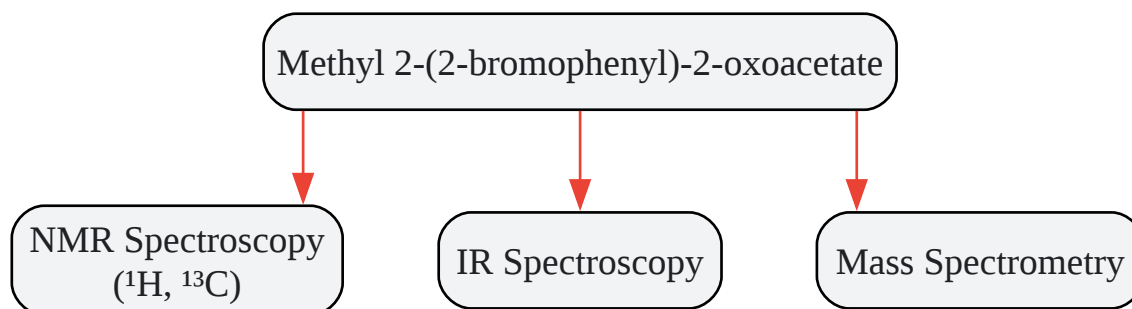 Methyl 2-(2-bromophenyl)-2-oxoacetate
NMR Spectroscopy
(¹H, ¹³C)
IR Spectroscopy
Mass Spectrometry